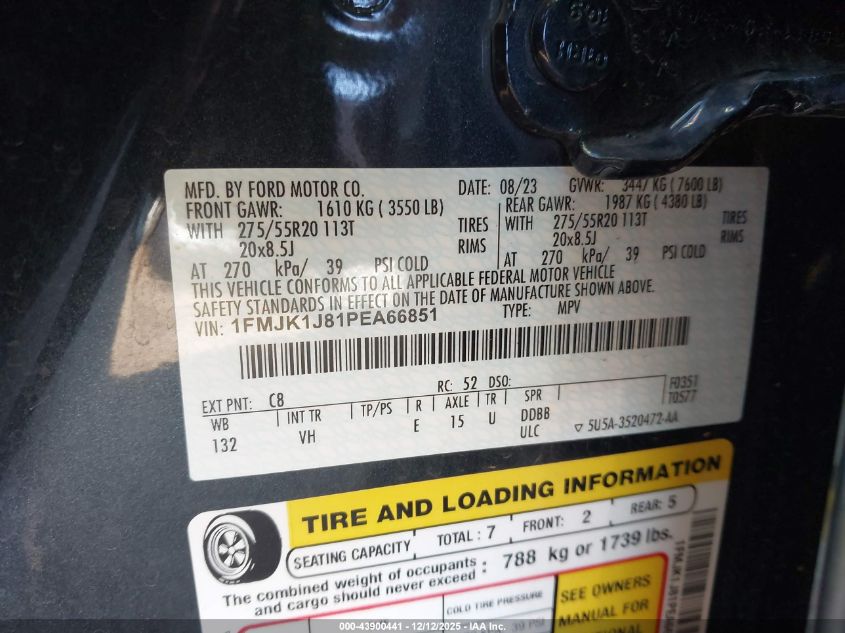 MFD. BY FORD MOTOR CO. DATE: 08/23 GVWR: 3447 KG ( 7600 LB)
FRONT GAWR: 1610 KG ( 3550 LB) REAR GAWR: 1987 KG ( 4380 LB)
WITH 275/55R20 113T TIRES WITH 275/55R20 113T TIRES
20x8.5J RIMS 20x8.5J RIMS
AT 270 kPa/ 39 PSI COLD AT 270 kPa/ 39 PSI COLD
THIS VEHICLE CONFORMS TO ALL APPLICABLE FEDERAL MOTOR VEHICLE
SAFETY STANDARDS IN EFFECT ON THE DATE OF MANUFACTURE SHOWN ABOVE.
VIN: 1FMJK1J81PEA66851 TYPE: MPV
EXT PNT: C8 RC: 52 DSO: F0351
T0577
WB INT TR TP/PS R AXLE TR SPR
132 VH E 15 U DDBB
ULC 5U5A-3520472-AA
TIRE AND LOADING INFORMATION
SEATING CAPACITY TOTAL: 7 FRONT: 2 REAR: 5
The combined weight of occupants
and cargo should never exceed : 788 kg or 1739 lbs.
COLD TIRE PRESSURE
39 PSI
SEE OWNERS
MANUAL FOR
000-43900441 - 12/12/2025 - IAA Inc.